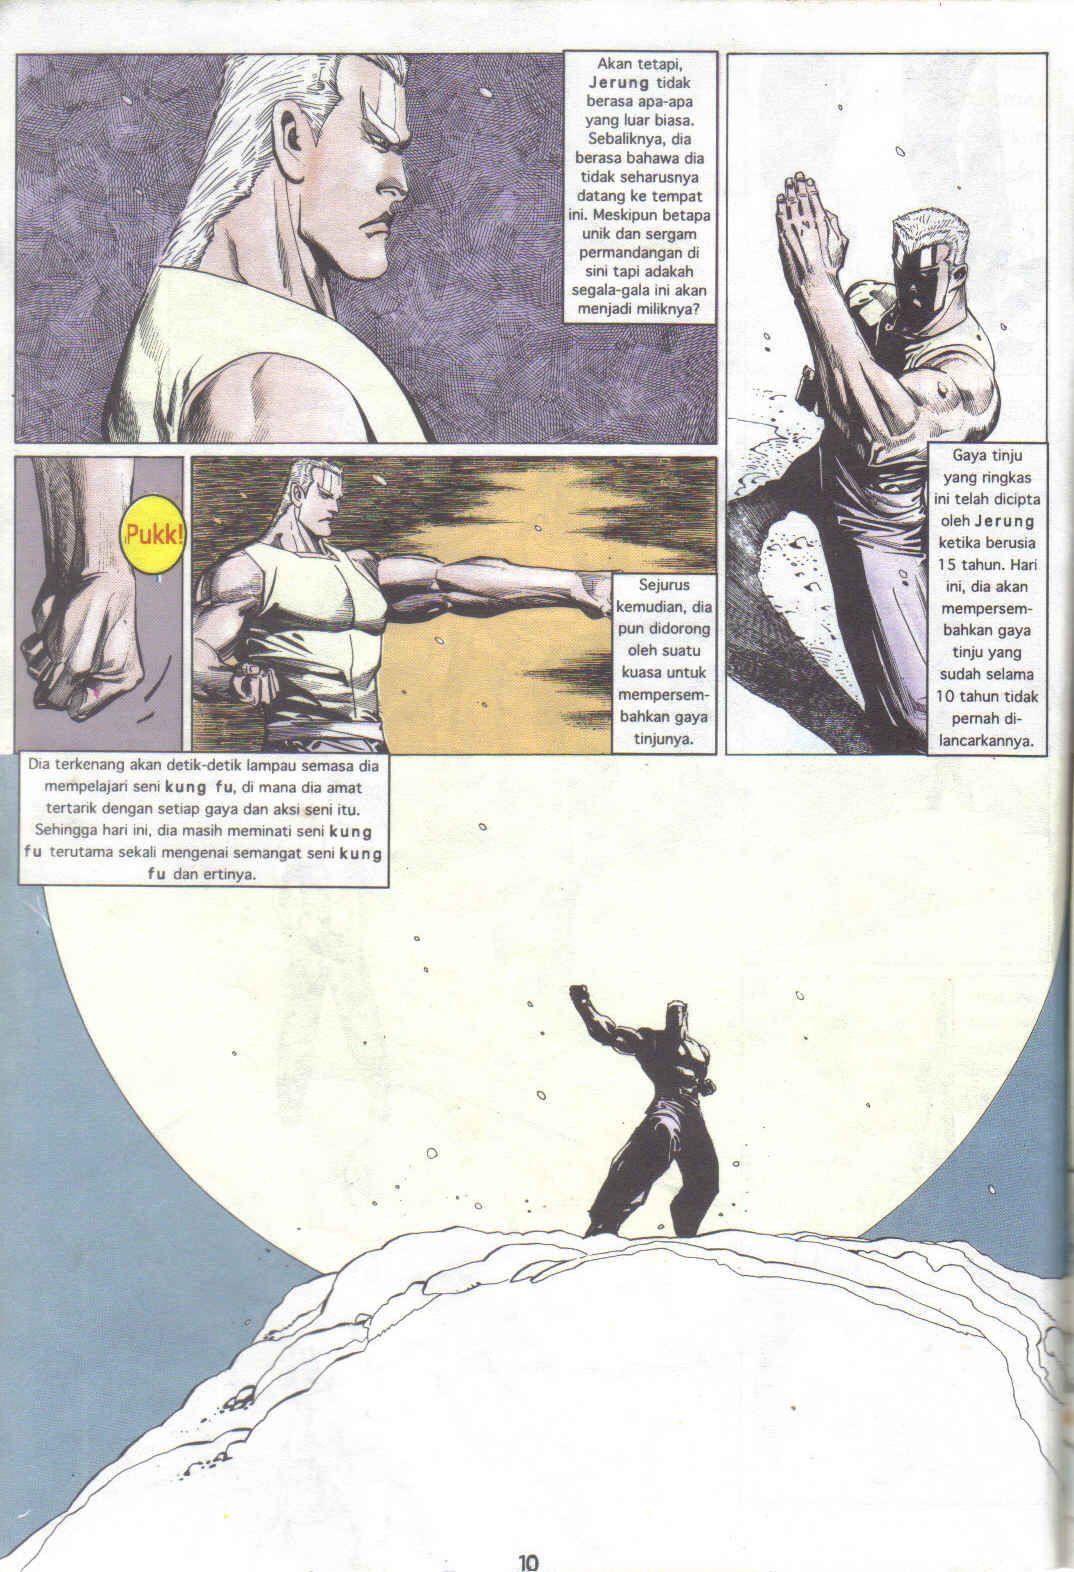 Akan tetapi,
Jerung tidak
berasa apa-apa
yang luar biasa.
Sebaliknya, dia
berasa bahawa dia
tidak seharusnya
datang ke tempat
ini. Meskipun betapa
unik dan sergam
permandangan di
sini tapi adakah
segala-gala ini akan
menjadi miliknya?
Pukk!
Sejurus
kemudian, dia
pun didorong
oleh suatu
kuasa untuk
mempersem-
bahkan gaya
tinjunya.
Gaya tinju
yang ringkas
ini telah dicipta
oleh Jerung
ketika berusia
15 tahun. Hari
ini, dia akan
mempersem-
bahkan gaya
tinju yang
sudah selama
10 tahun tidak
pernah di-
lancarkannya.
Dia terkenang akan detik-detik lampau semasa dia
mempelajari seni kung fu, di mana dia amat
tertarik dengan setiap gaya dan aksi seni itu.
Sehingga hari ini, dia masih meminati seni kung
fu terutama sekali mengenai semangat seni kung
fu dan ertinya.
10